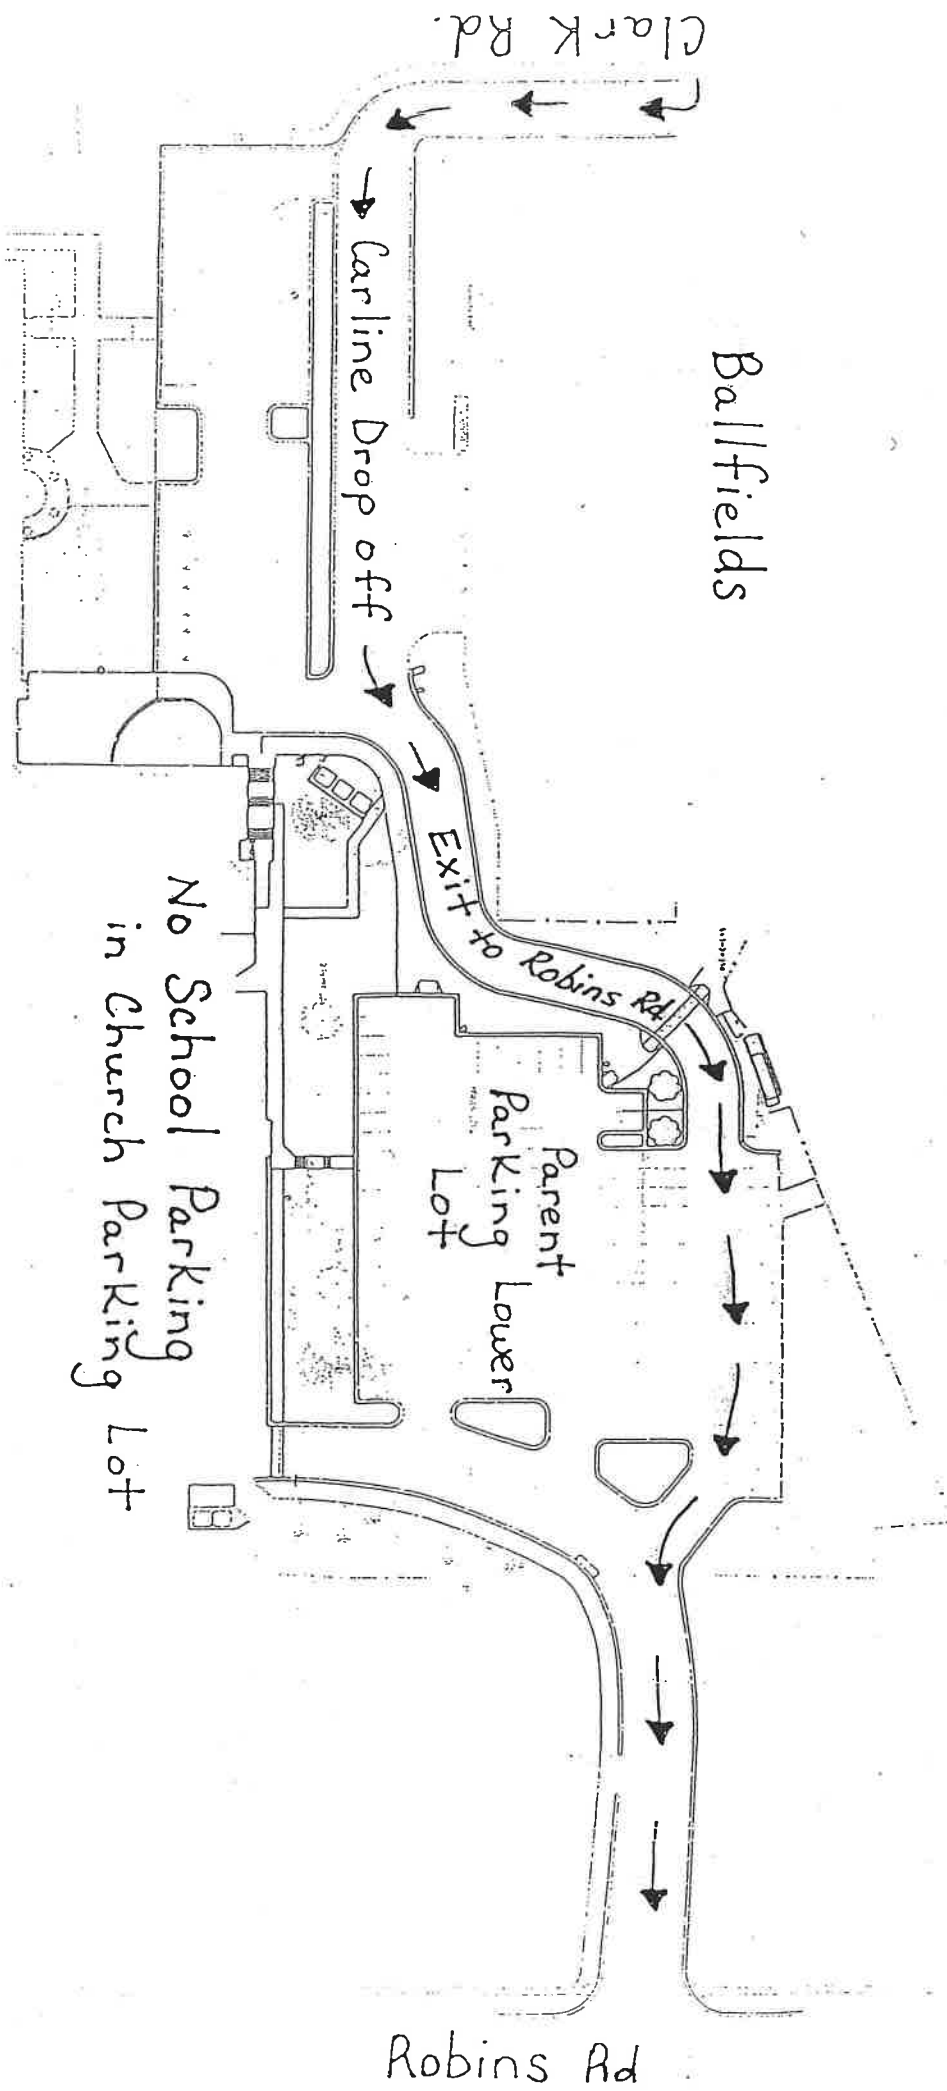 Clark Rd.
Ballfields
Carline Drop off
Exit to Robins Rd
Parent
Parking
Lot
Lower
No School Parking
in Church Parking Lot
Robins Rd